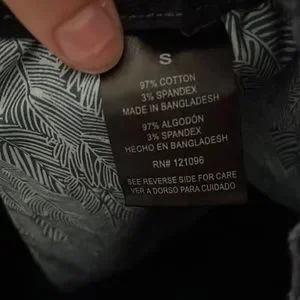 S
97% COTTON
3% SPANDEX
MADE IN BANGLADESH
97% ALGODÓN
3% SPANDEX
HECHO EN BANGLADESH
RN# 121096
SEE REVERSE SIDE FOR CARE
VER A DORSO PARA CUIDADO